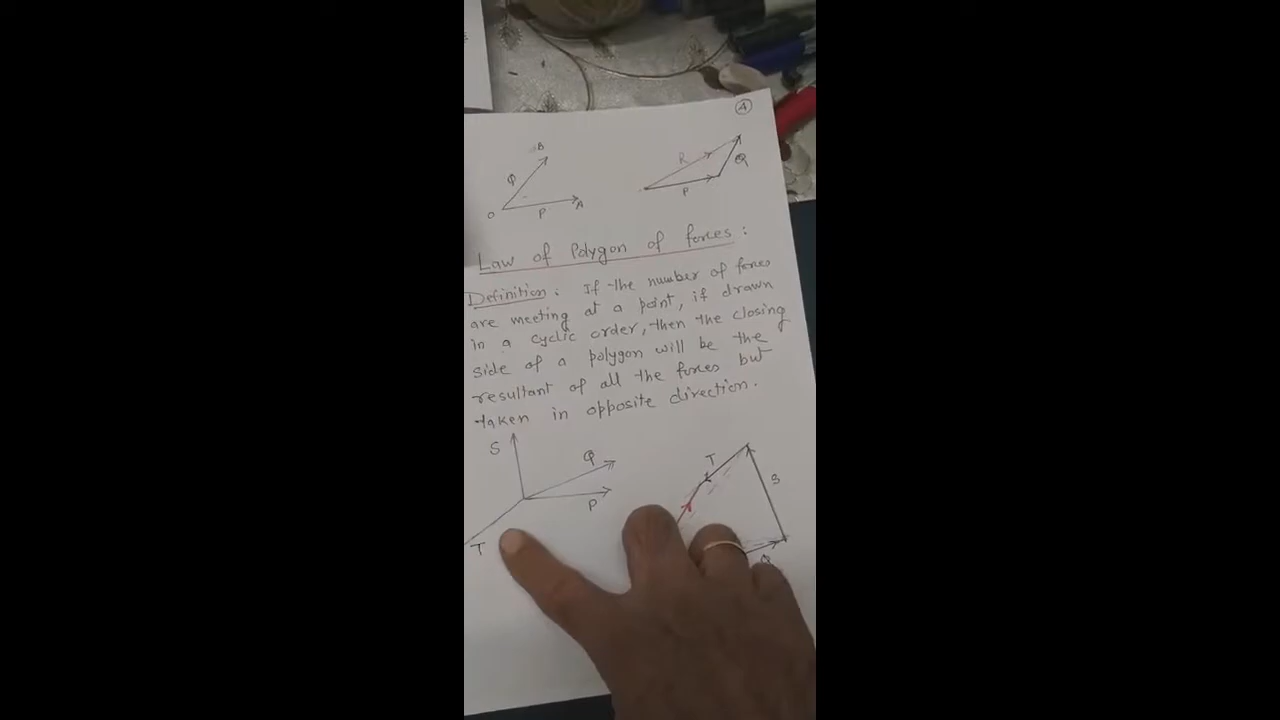 4
B
Q
O
P
A
R
Q
P
Law of Polygon of forces :
Definition : If the number of forces
are meeting at a point, if drawn
in a cyclic order, then the closing
side of a polygon will be the
resultant of all the forces but
taken in opposite direction.
S
Q
P
T
T
S
Q